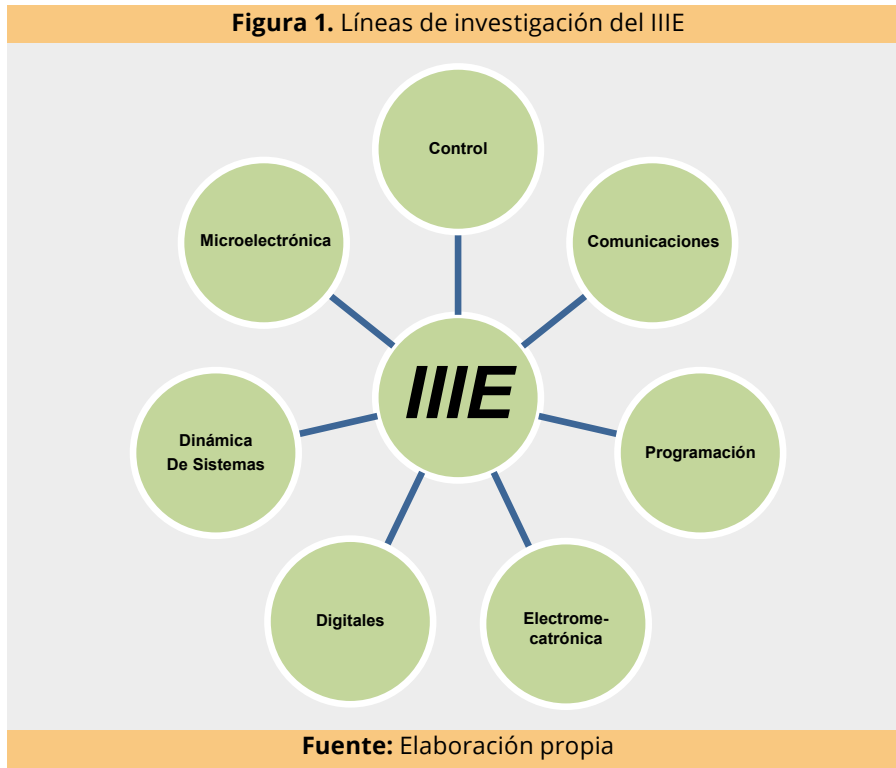 Figura 1. Líneas de investigación del IIIE
Control
Microelectrónica
Comunicaciones
IIIE
Dinámica
De Sistemas
Programación
Digitales
Electrome-
catrónica
Fuente: Elaboración propia